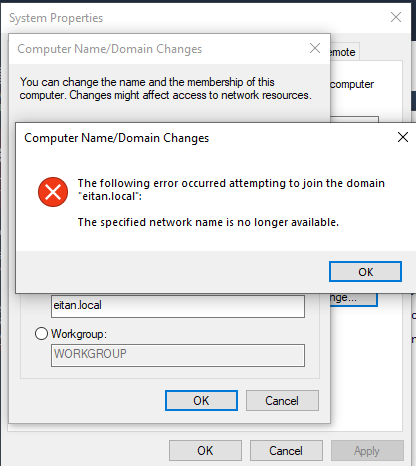 System Properties
Computer Name/Domain Changes
emote
You can change the name and the membership of this
computer. Changes might affect access to network resources.
computer
Computer Name/Domain Changes
The following error occurred attempting to join the domain
"eitan.local":
The specified network name is no longer available.
OK
eitan.local
nge...
Workgroup:
WORKGROUP
OK
Cancel
OK
Cancel
Apply